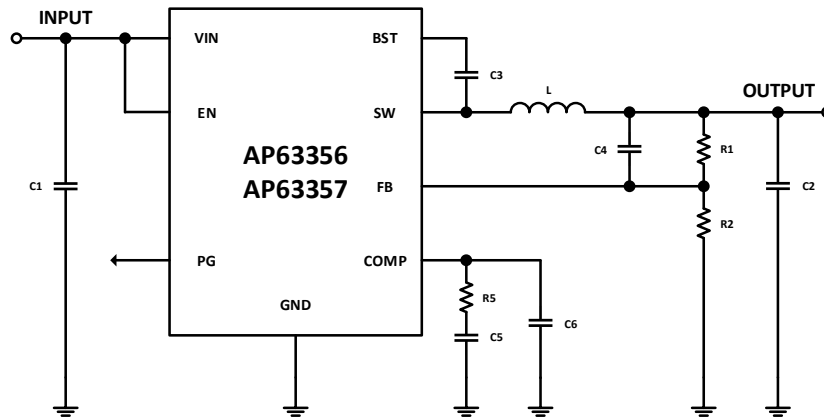 INPUT
VIN
BST
C3
L
OUTPUT
EN
SW
AP63356
AP63357
C4
R1
C1
FB
C2
R2
PG
COMP
R5
GND
C6
C5